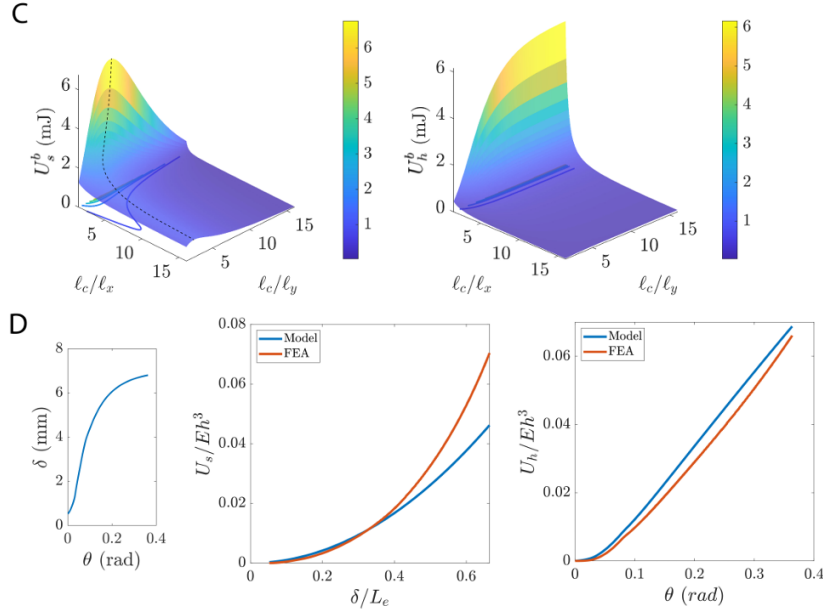 C
U_s^b (mJ)
6
4
2
0
5
10
15
ℓ_c/ℓ_x
5
10
15
ℓ_c/ℓ_y
6
5
4
3
2
1
U_h^b (mJ)
6
4
2
0
5
10
15
ℓ_c/ℓ_x
5
10
15
ℓ_c/ℓ_y
6
5
4
3
2
1
D
δ (mm)
8
6
4
2
0
0 0.2 0.4
θ (rad)
U_s/Eh^3
0.08
0.06
0.04
0.02
0
Model
FEA
0 0.2 0.4 0.6
δ/L_e
U_h/Eh^3
0.06
0.04
0.02
0
Model
FEA
0 0.1 0.2 0.3 0.4
θ (rad)